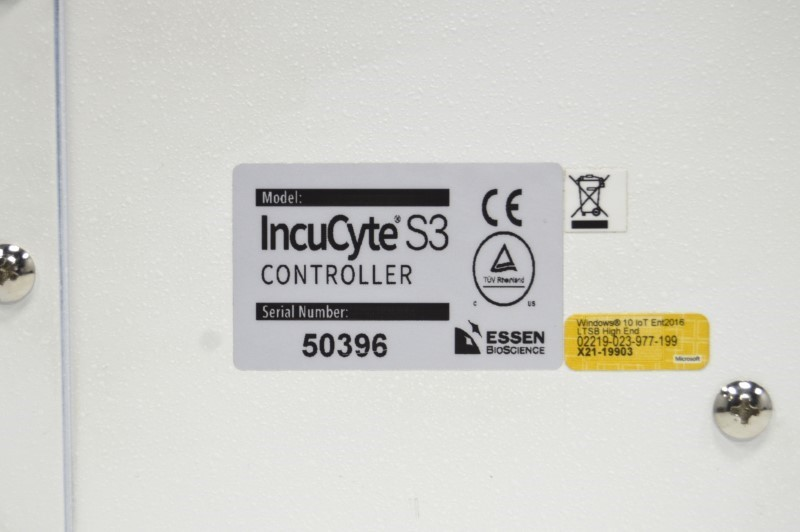 Model:
IncuCyte® S3
CONTROLLER
Serial Number:
50396
CE
TÜV Rheinland
C US
ESSEN
BIOSCIENCE
Windows® 10 IoT Ent2016
LTSB High End
02219-023-977-199
X21-19903
Microsoft